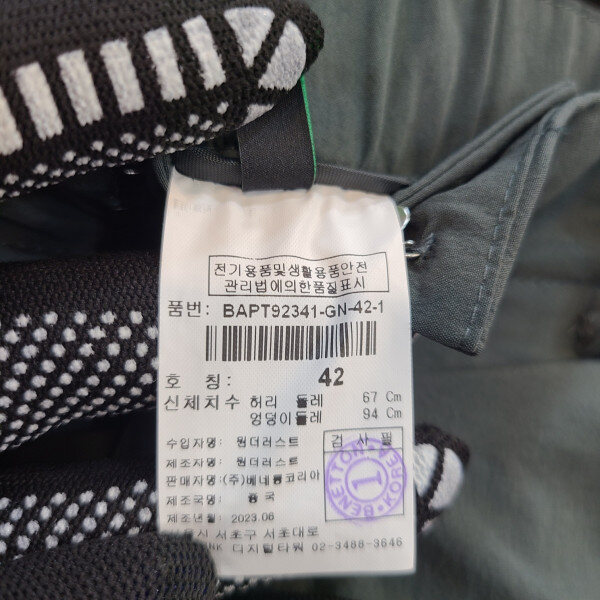 전기용품및생활용품안전
관리법에의한품질표시
품번: BAPT92341-GN-42-1
호 칭: 42
신체치수 허리 둘레 67 Cm
엉덩이둘레 94 Cm
수입자명: 원더러스트
제조자명: 원더러스트
판매자명:(주)베네통코리아
제조국명: 중국
제조년월: 2023.06
서초구 서초대로
디지털타워 02-3488-3646
검 사 필
BENETTON KOREA
1